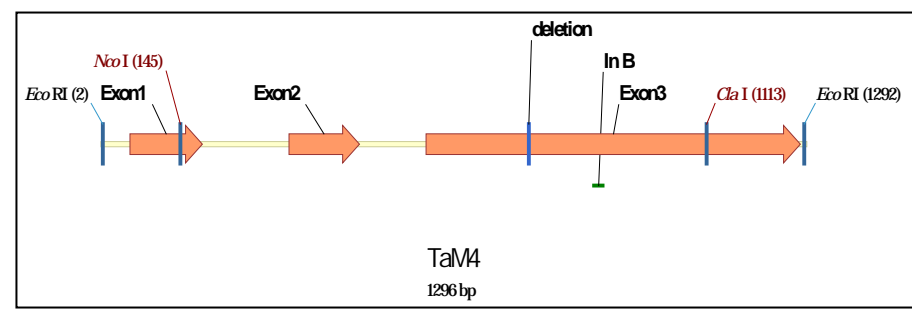 deletion
NcoI (145)
In B
EcoRI (2)
Exon1
Exon2
Exon3
ClaI (1113)
EcoRI (1292)
TaM4
1296 bp